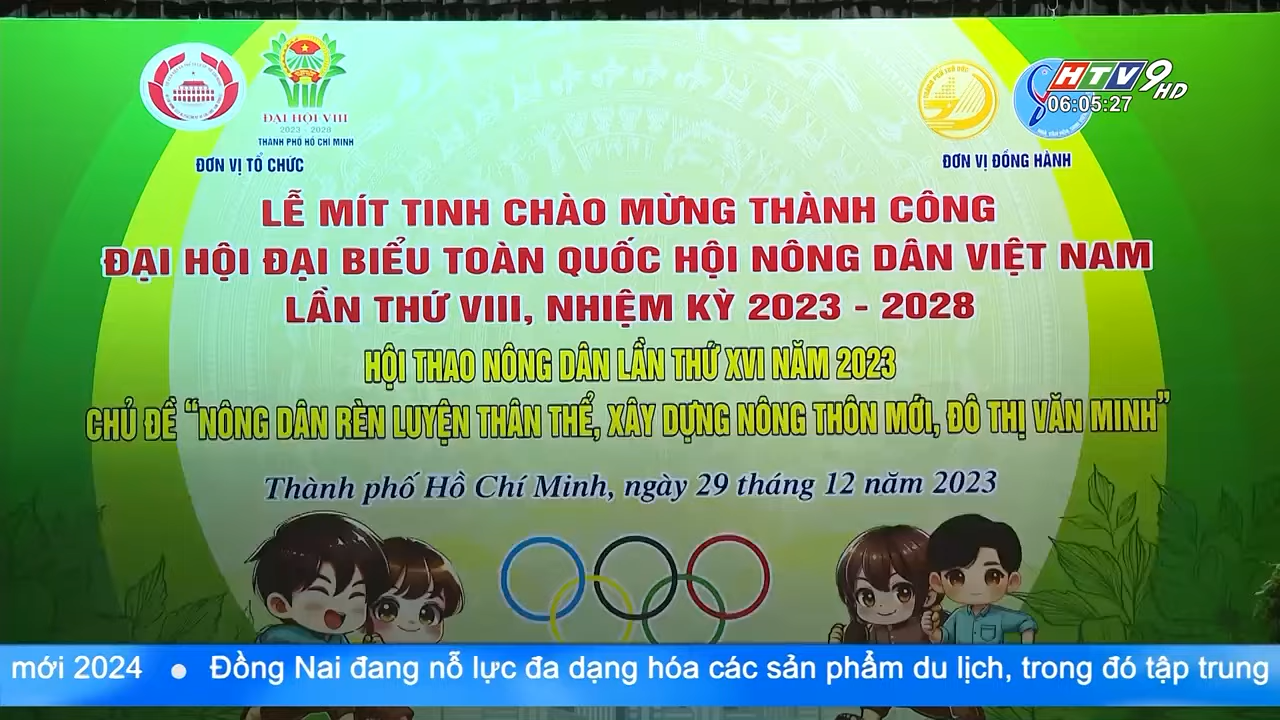 HTV9 HD
06:05:27
ĐẠI HỘI VIII
2023 - 2028
THÀNH PHỐ HỒ CHÍ MINH
ĐƠN VỊ TỔ CHỨC
ĐƠN VỊ ĐỒNG HÀNH
LỄ MÍT TINH CHÀO MỪNG THÀNH CÔNG
ĐẠI HỘI ĐẠI BIỂU TOÀN QUỐC HỘI NÔNG DÂN VIỆT NAM
LẦN THỨ VIII, NHIỆM KỲ 2023 - 2028
HỘI THAO NÔNG DÂN LẦN THỨ XVI NĂM 2023
CHỦ ĐỀ “NÔNG DÂN RÈN LUYỆN THÂN THỂ, XÂY DỰNG NÔNG THÔN MỚI, ĐÔ THỊ VĂN MINH”
Thành phố Hồ Chí Minh, ngày 29 tháng 12 năm 2023
mới 2024 ● Đồng Nai đang nỗ lực đa dạng hóa các sản phẩm du lịch, trong đó tập trung